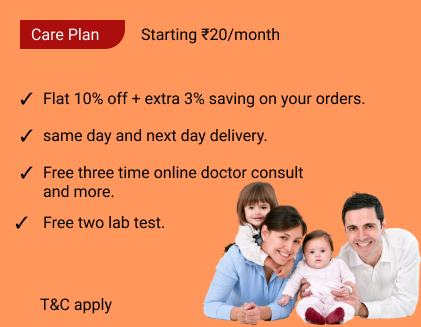 Care Plan Starting ₹20/month
✓ Flat 10% off + extra 3% saving on your orders.
✓ same day and next day delivery.
✓ Free three time online doctor consult
and more.
✓ Free two lab test.
T&C apply